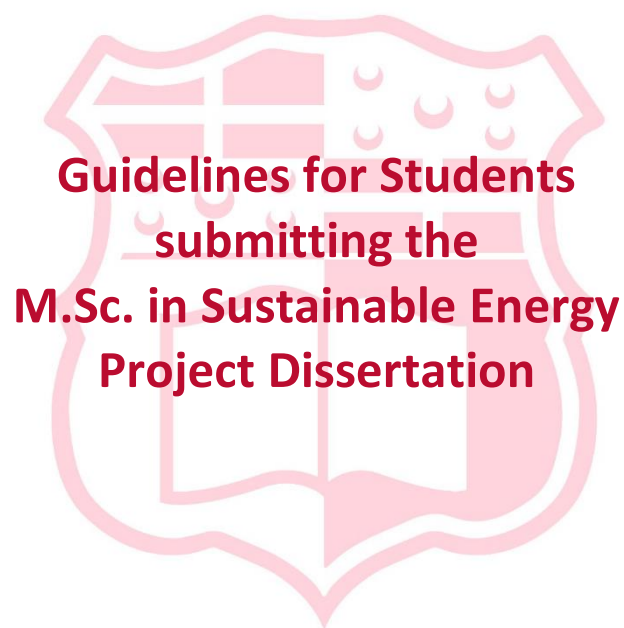 Guidelines for Students
submitting the
M.Sc. in Sustainable Energy
Project Dissertation